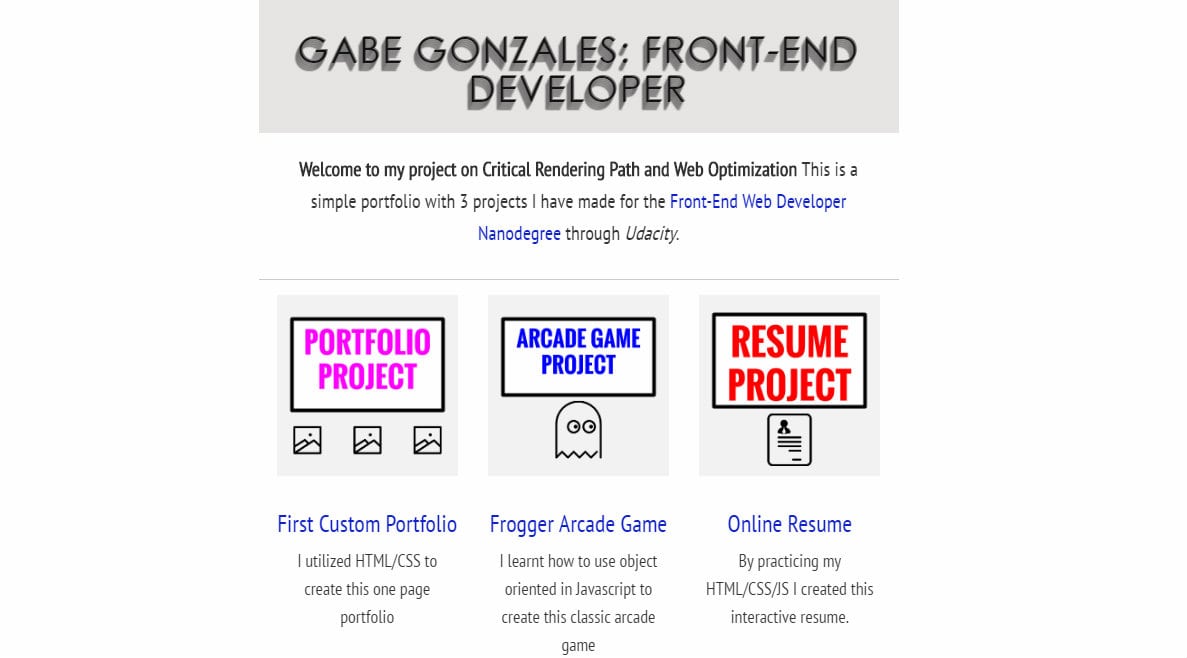 GABE GONZALES: FRONT-END
DEVELOPER
Welcome to my project on Critical Rendering Path and Web Optimization This is a
simple portfolio with 3 projects I have made for the Front-End Web Developer
Nanodegree through Udacity.
PORTFOLIO
PROJECT
ARCADE GAME
PROJECT
RESUME
PROJECT
First Custom Portfolio
I utilized HTML/CSS to
create this one page
portfolio
Frogger Arcade Game
I learnt how to use object
oriented in Javascript to
create this classic arcade
game
Online Resume
By practicing my
HTML/CSS/JS I created this
interactive resume.